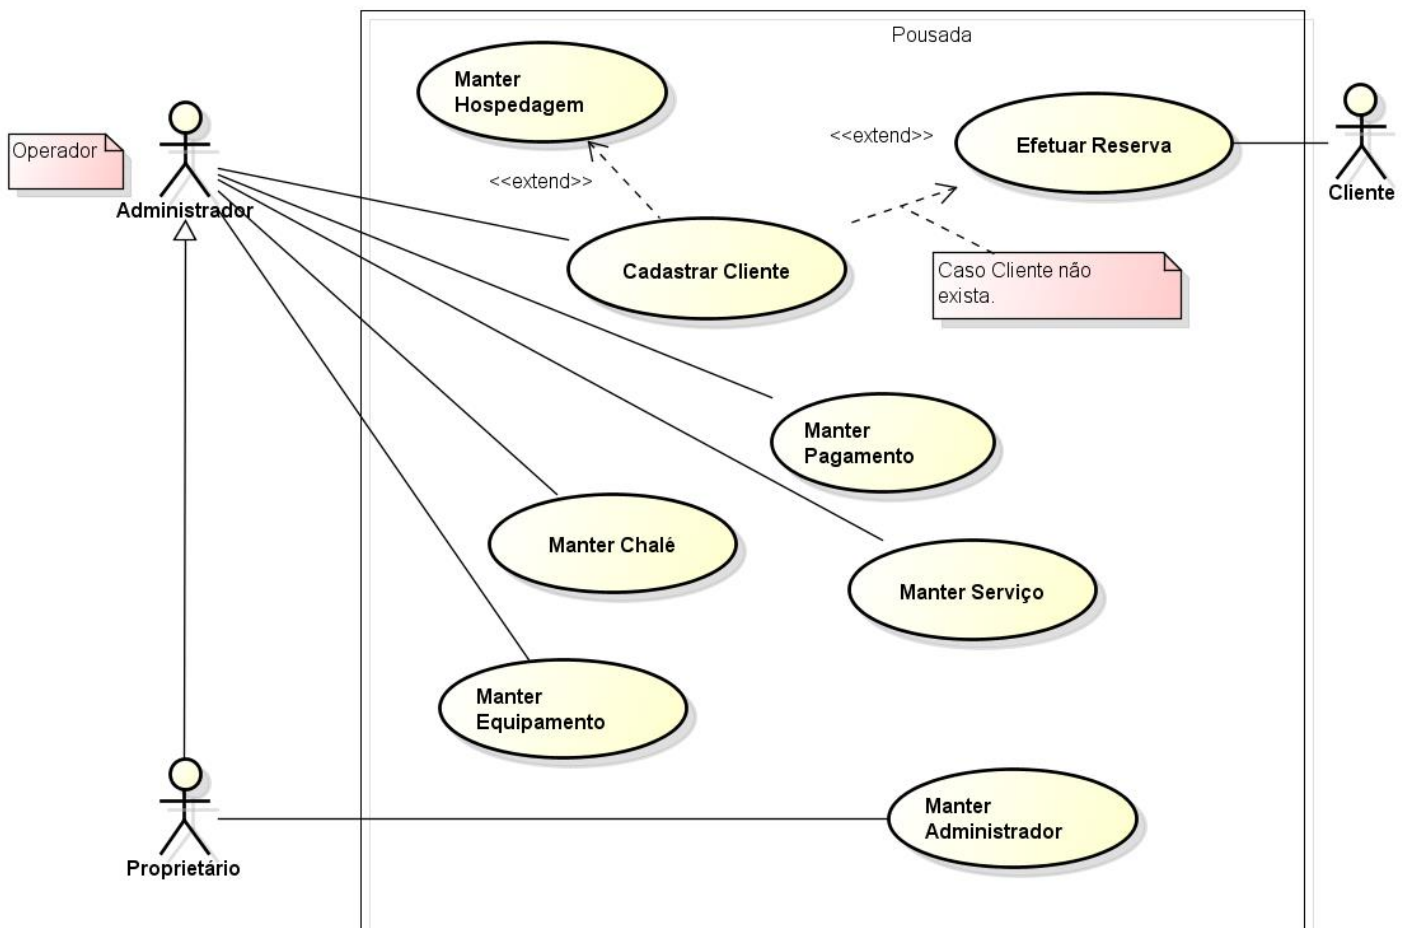 Pousada
Manter
Hospedagem
<<extend>>
Efetuar Reserva
Operador
<<extend>>
Cliente
Administrador
Cadastrar Cliente
Caso Cliente não
exista.
Manter
Pagamento
Manter Chalé
Manter Serviço
Manter
Equipamento
Manter
Administrador
Proprietário